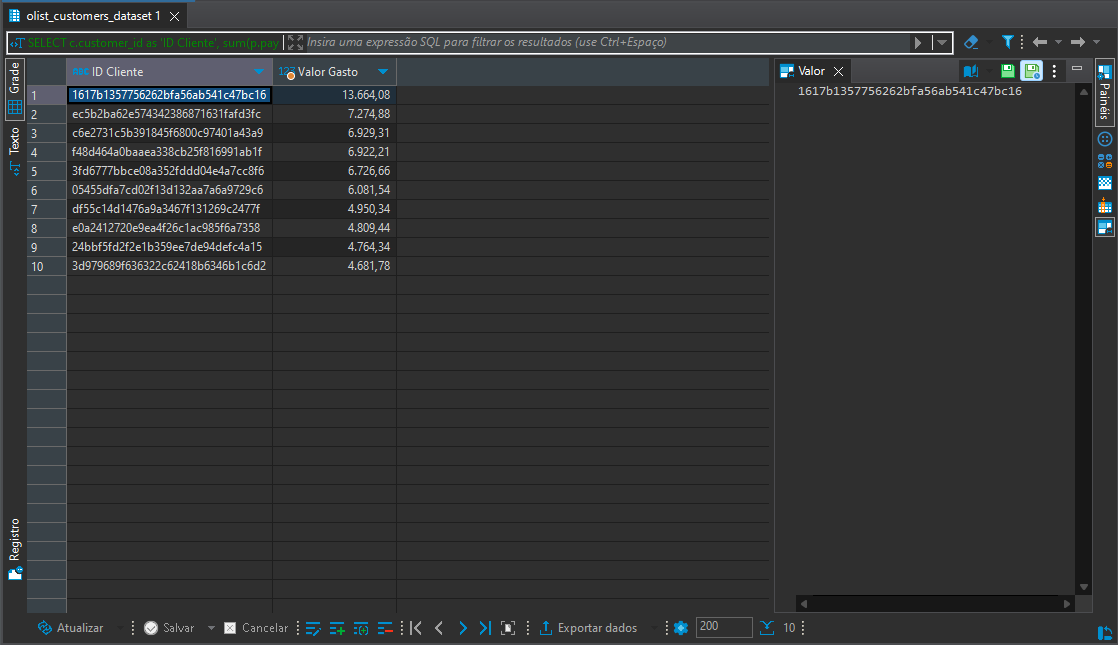 olist_customers_dataset 1
SELECT c.customer_id as 'ID Cliente', sum(p.pay
Insira uma expressão SQL para filtrar os resultados (use Ctrl+Espaço)
Grade
Texto
Registro
ABC ID Cliente
123 Valor Gasto
1 1617b1357756262bfa56ab541c47bc16 13.664,08
2 ec5b2ba62e574342386871631fafd3fc 7.274,88
3 c6e2731c5b391845f6800c97401a43a9 6.929,31
4 f48d464a0baaea338cb25f816991ab1f 6.922,21
5 3fd6777bbce08a352fddd04e4a7cc8f6 6.726,66
6 05455dfa7cd02f13d132aa7a6a9729c6 6.081,54
7 df55c14d1476a9a3467f131269c2477f 4.950,34
8 e0a2412720e9ea4f26c1ac985f6a7358 4.809,44
9 24bbf5fd2f2e1b359ee7de94defc4a15 4.764,34
10 3d979689f636322c62418b6346b1c6d2 4.681,78
Valor
1617b1357756262bfa56ab541c47bc16
Painéis
Atualizar
Salvar
Cancelar
Exportar dados
200
10